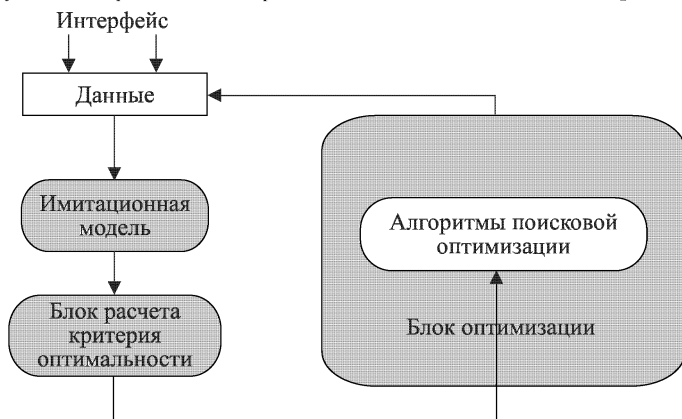 Интерфейс
Данные
Имитационная
модель
Блок расчета
критерия
оптимальности
Алгоритмы поисковой
оптимизации
Блок оптимизации